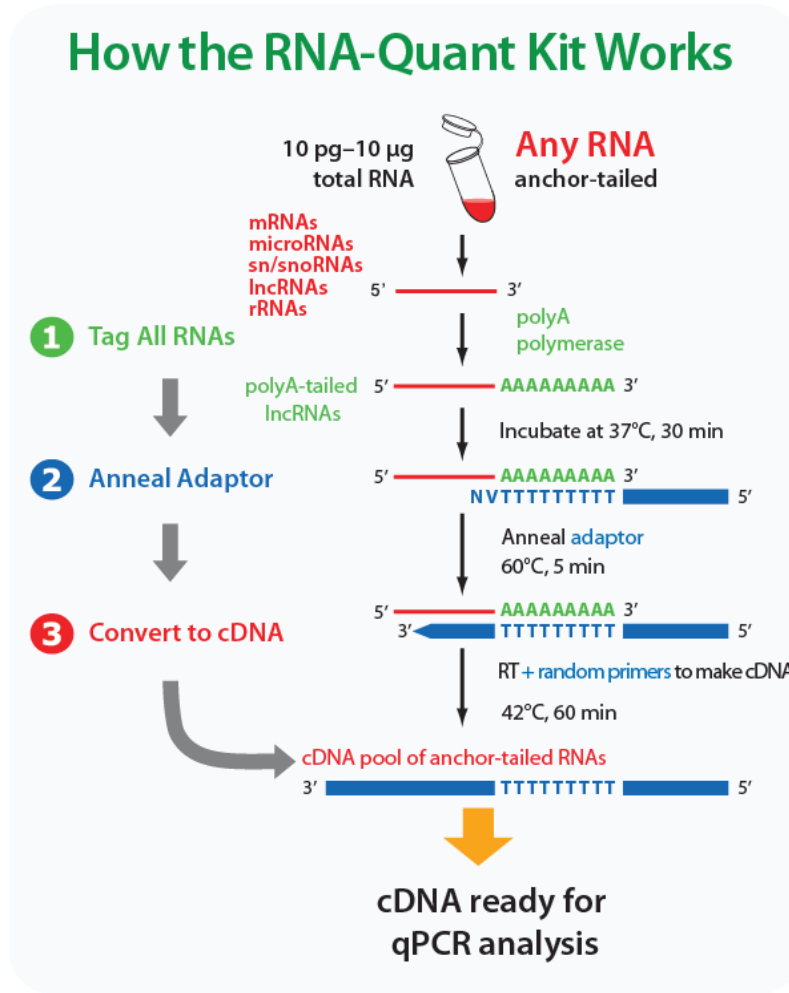 How the RNA-Quant Kit Works
10 pg–10 µg
total RNA
Any RNA
anchor-tailed
mRNAs
microRNAs
sn/snoRNAs
lncRNAs
rRNAs
5' 3′
1 Tag All RNAs
polyA
polymerase
polyA-tailed
lncRNAs
5′ AAAAAAAAA 3′
Incubate at 37°C, 30 min
2 Anneal Adaptor
5′ AAAAAAAAA 3′
NVTTTTTTTTT 5′
Anneal adaptor
60°C, 5 min
3 Convert to cDNA
5′ AAAAAAAAA 3′
3′ TTTTTTTTT 5′
RT + random primers to make cDNA
42°C, 60 min
cDNA pool of anchor-tailed RNAs
3′ TTTTTTTTT 5′
cDNA ready for
qPCR analysis